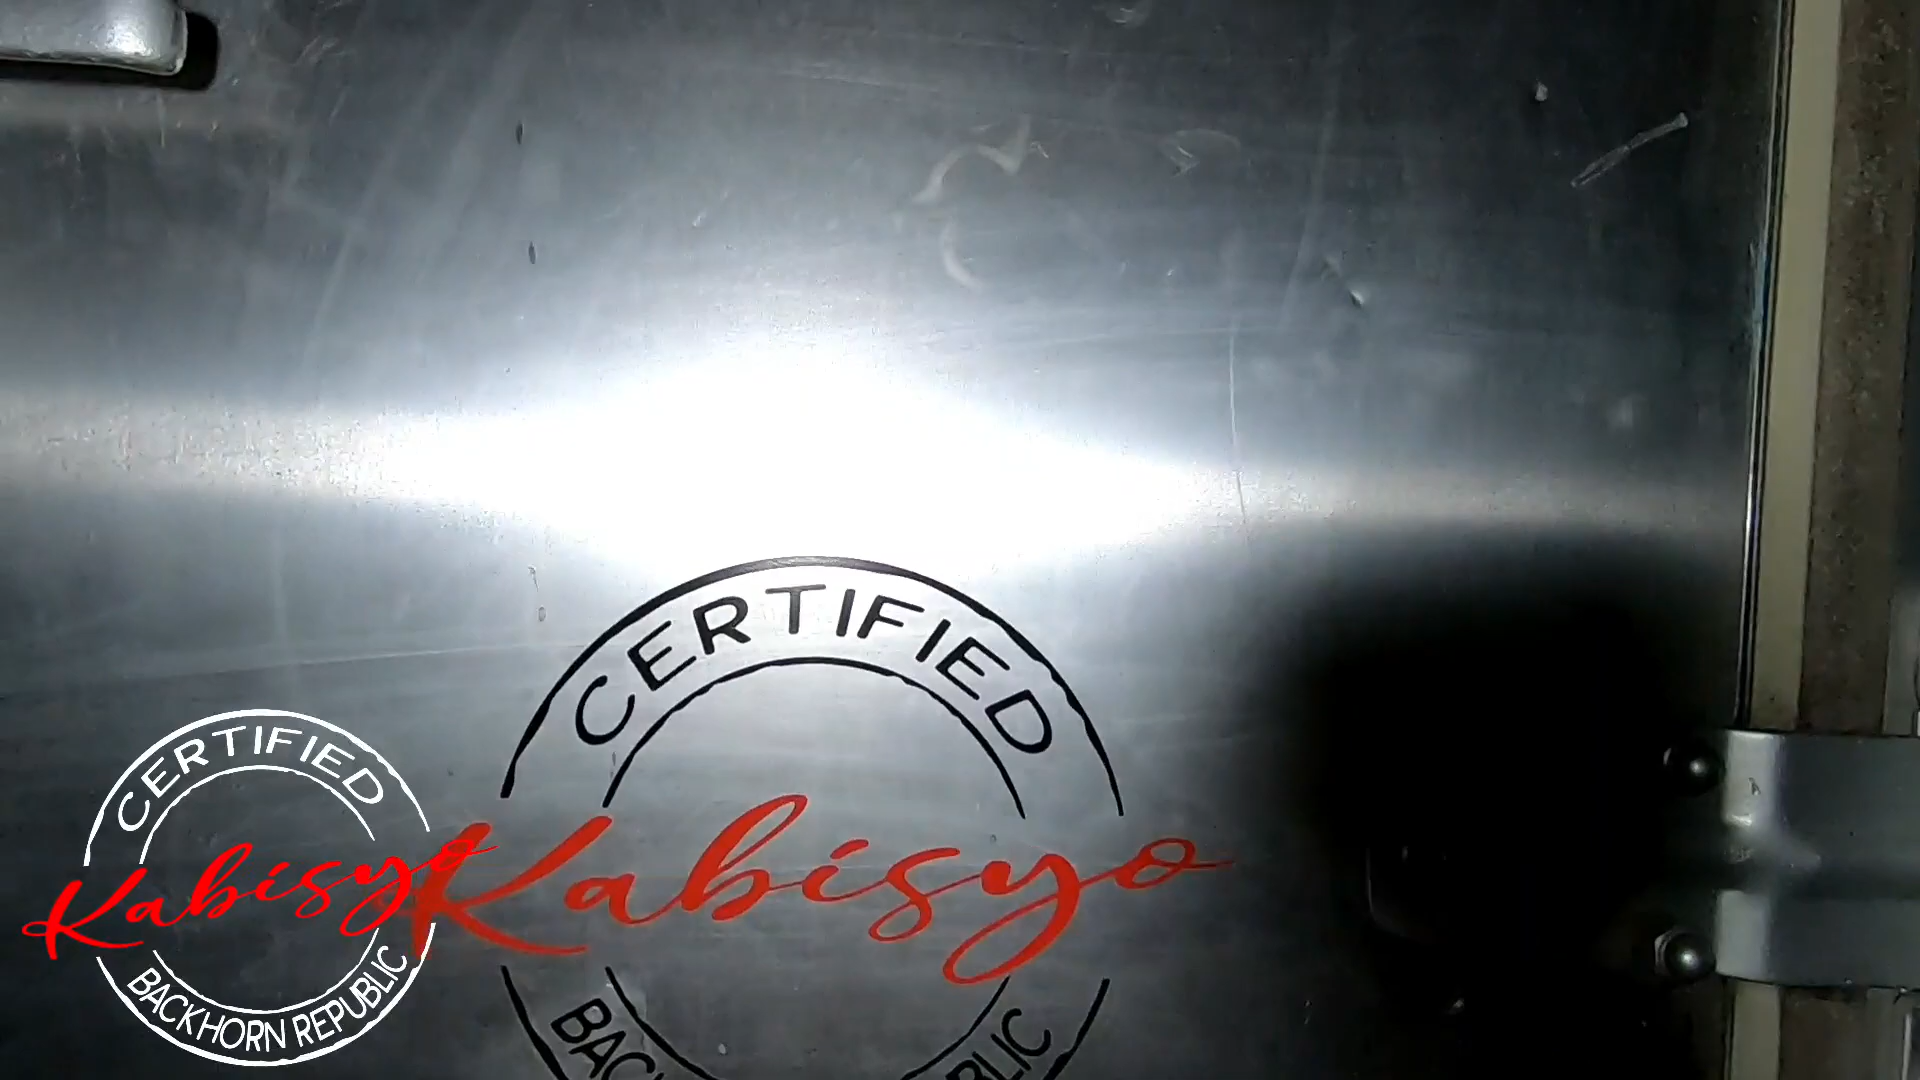 CERTIFIED
Kabisyo
CERTIFIED
Kabisyo
BACKHORN REPUBLIC